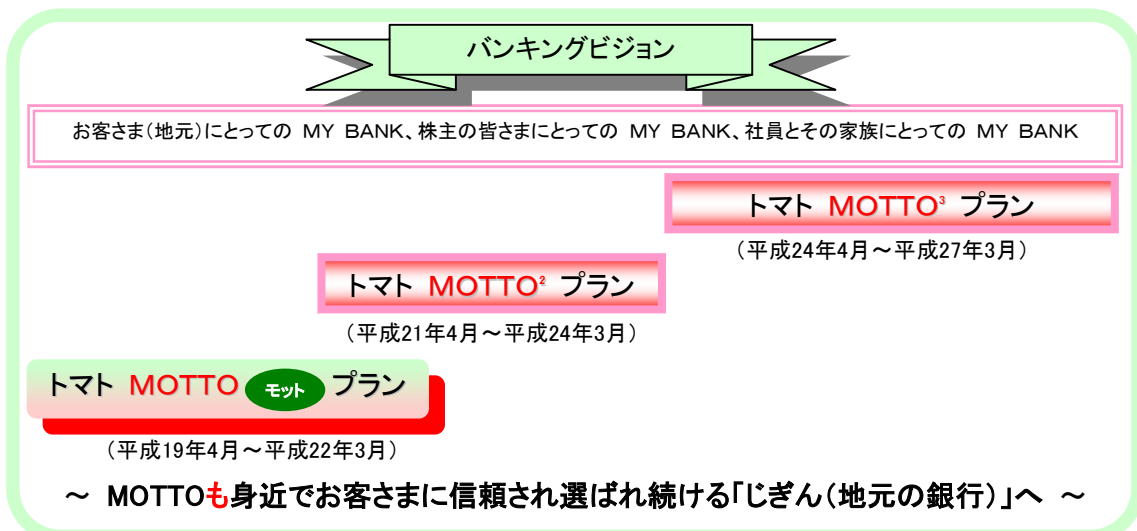 バンキングビジョン
お客さま（地元）にとっての MY BANK、株主の皆さまにとっての MY BANK、社員とその家族にとっての MY BANK
トマト MOTTO³ プラン
（平成24年4月～平成27年3月）
トマト MOTTO² プラン
（平成21年4月～平成24年3月）
トマト MOTTO モット プラン
（平成19年4月～平成22年3月）
～ MOTTOも身近でお客さまに信頼され選ばれ続ける「じぎん（地元の銀行）」へ ～